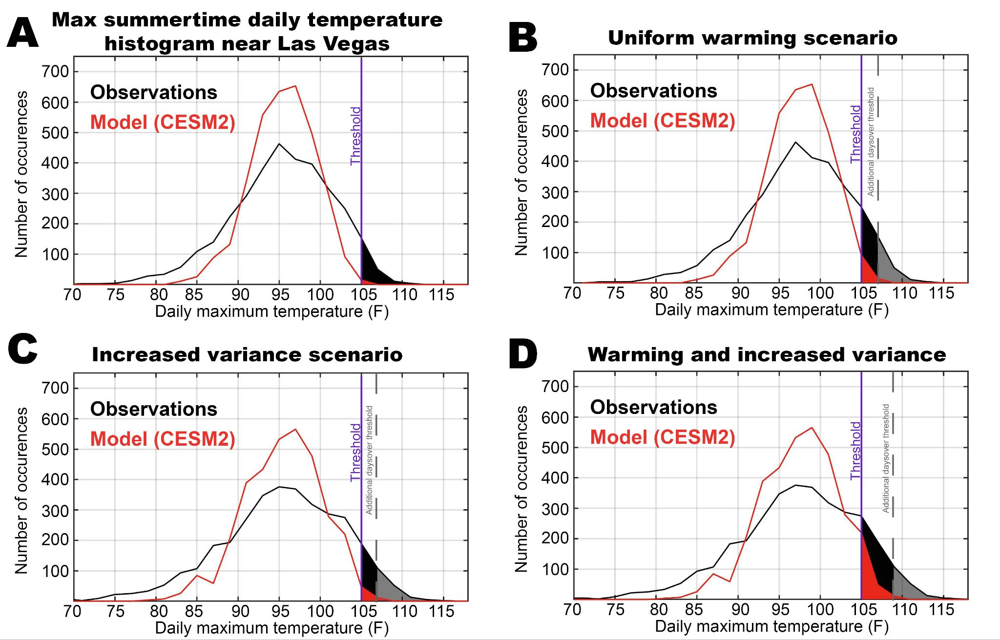 A
Max summertime daily temperature
histogram near Las Vegas
Observations
Model (CESM2)
Threshold
Number of occurences
700
600
500
400
300
200
100
70 75 80 85 90 95 100 105 110 115
Daily maximum temperature (F)
B
Uniform warming scenario
Observations
Model (CESM2)
Threshold
Additional daysover threshold
Number of occurences
700
600
500
400
300
200
100
70 75 80 85 90 95 100 105 110 115
Daily maximum temperature (F)
C
Increased variance scenario
Observations
Model (CESM2)
Threshold
Additional daysover threshold
Number of occurences
700
600
500
400
300
200
100
70 75 80 85 90 95 100 105 110 115
Daily maximum temperature (F)
D
Warming and increased variance
Observations
Model (CESM2)
Threshold
Additional daysover threshold
Number of occurences
700
600
500
400
300
200
100
70 75 80 85 90 95 100 105 110 115
Daily maximum temperature (F)